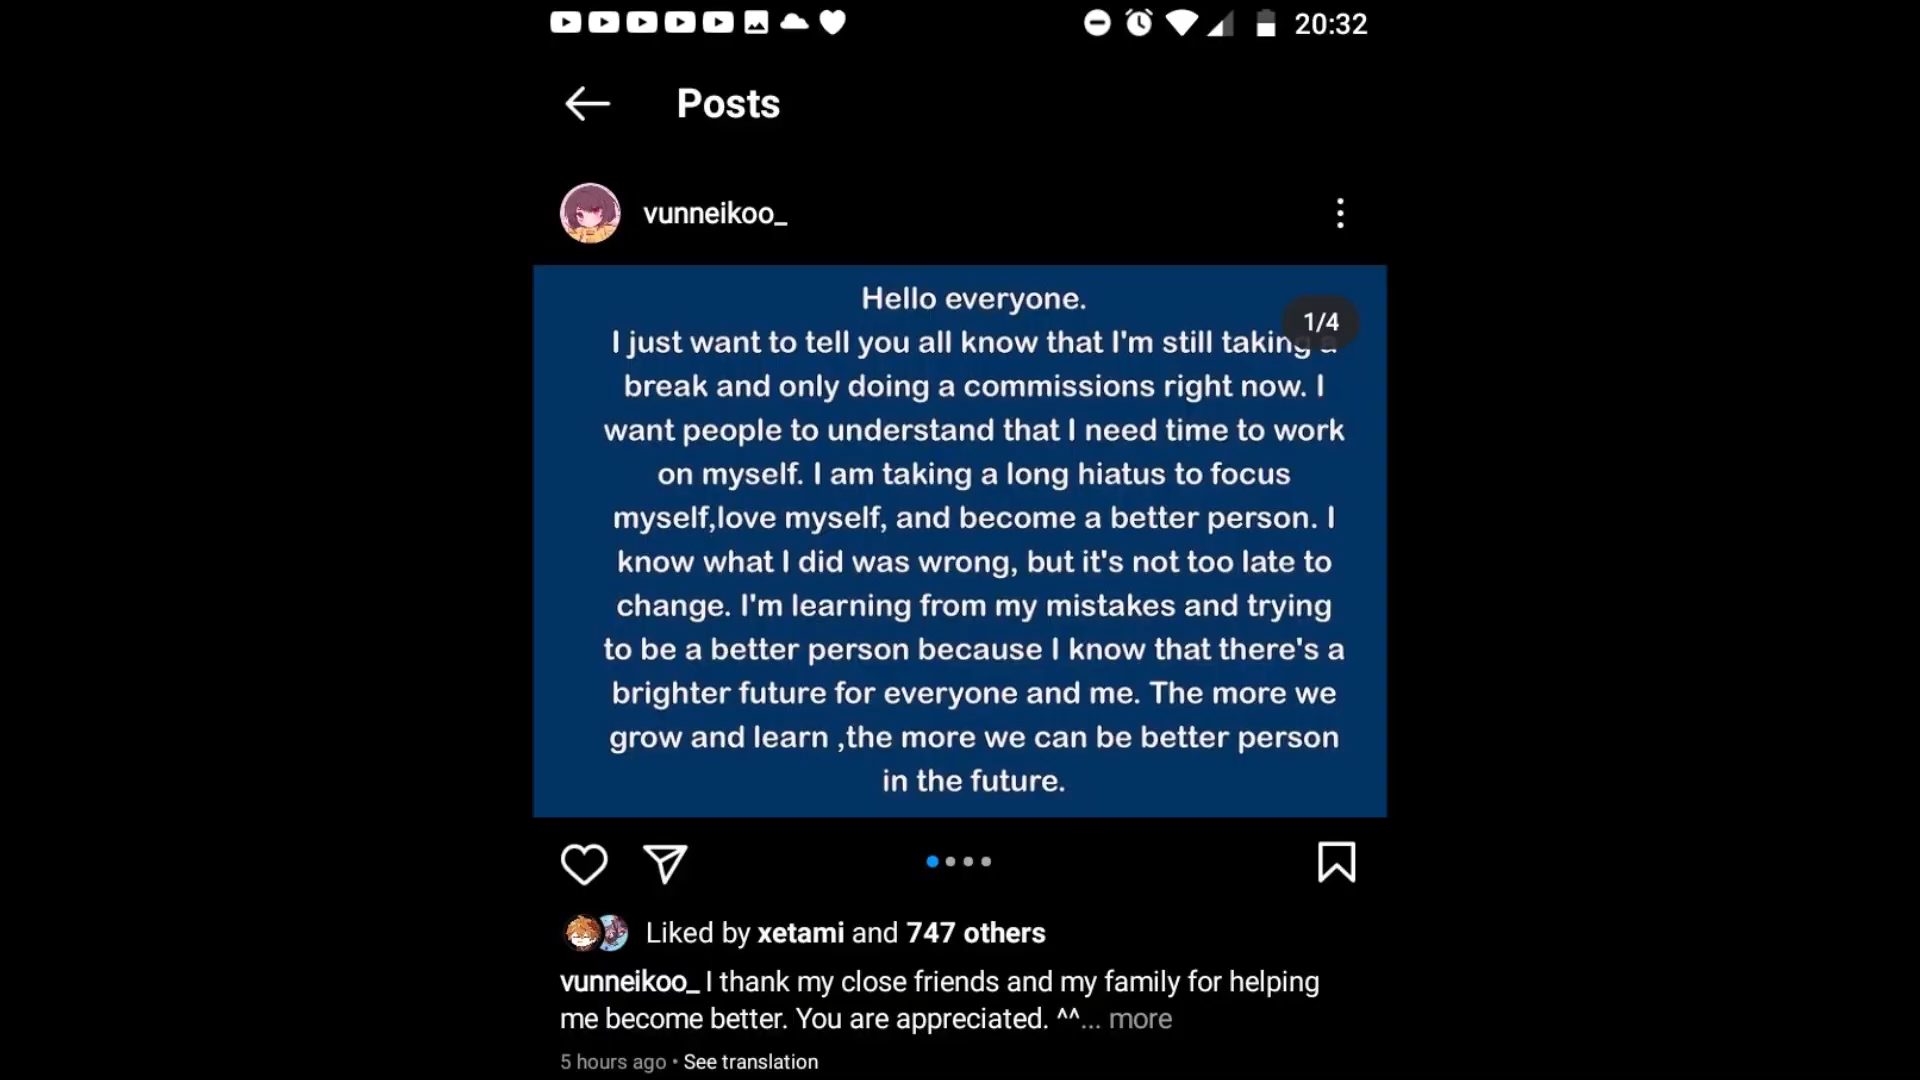 20:32
Posts
vunneikoo_
Hello everyone.
1/4
I just want to tell you all know that I'm still taking a
break and only doing a commissions right now. I
want people to understand that I need time to work
on myself. I am taking a long hiatus to focus
myself,love myself, and become a better person. I
know what I did was wrong, but it's not too late to
change. I'm learning from my mistakes and trying
to be a better person because I know that there's a
brighter future for everyone and me. The more we
grow and learn ,the more we can be better person
in the future.
Liked by xetami and 747 others
vunneikoo_ I thank my close friends and my family for helping
me become better. You are appreciated. ^^... more
5 hours ago • See translation